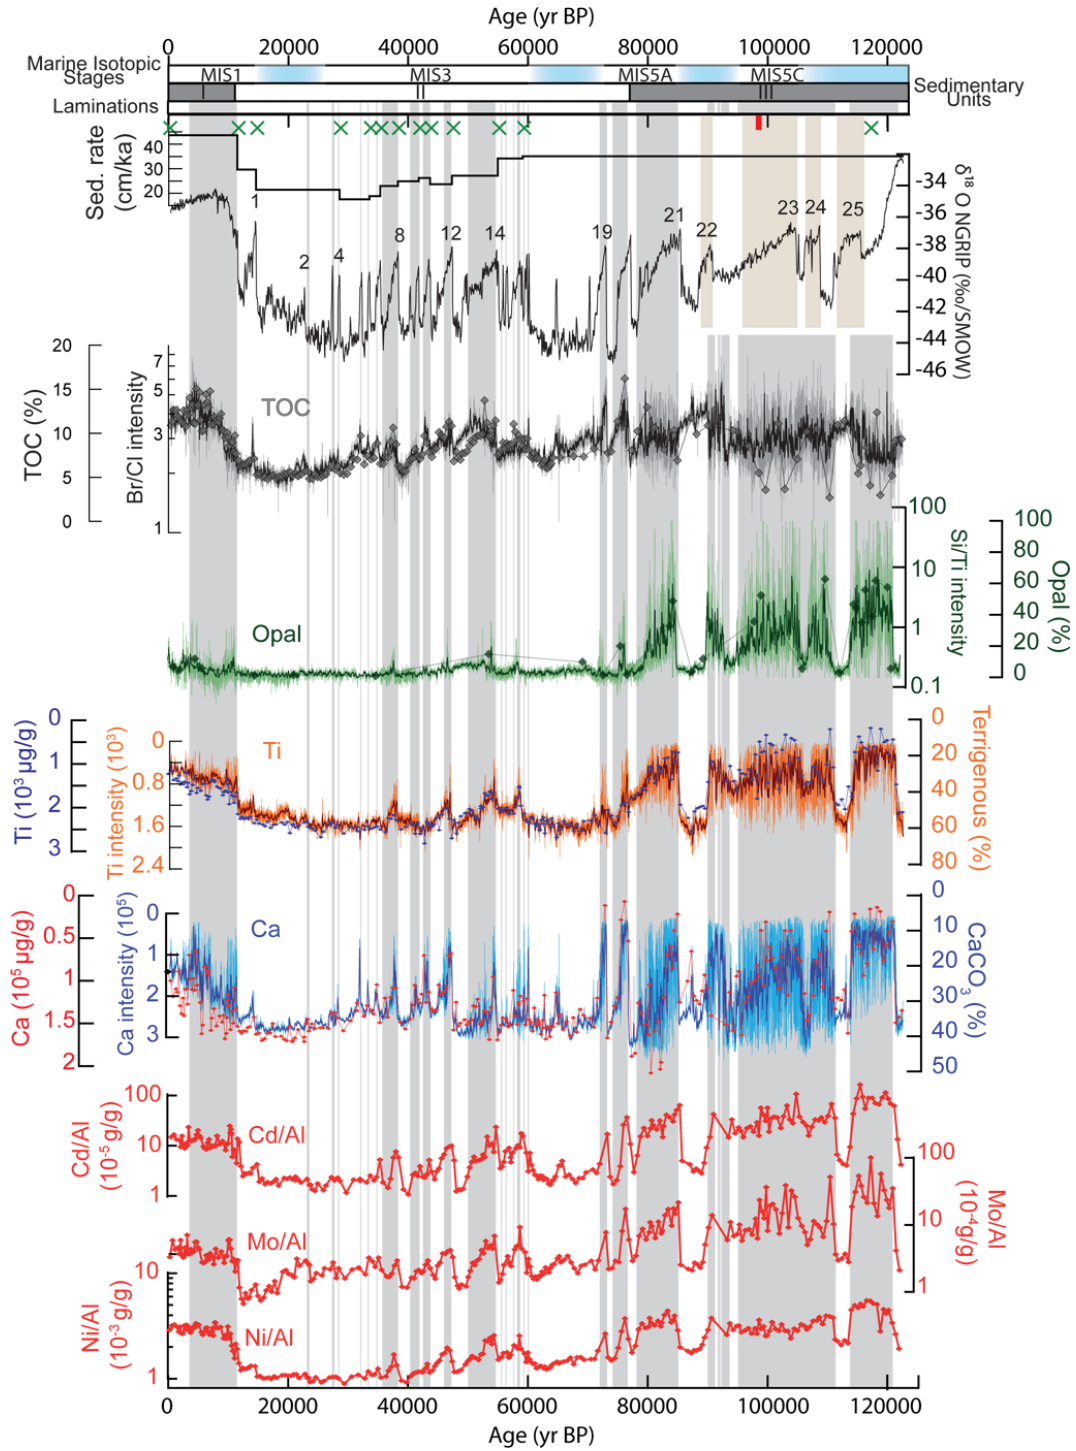 Age (yr BP)
0 20000 40000 60000 80000 100000 120000
Marine Isotopic
Stages
MIS1 MIS3 MIS5A MIS5C
Sedimentary
Units
Laminations
Sed. rate
(cm/ka)
40
30
20
1 2 4 8 12 14 19 21 22 23 24 25
-34
-36
-38
-40
-42
-44
-46
δ18 O NGRIP (‰/SMOW)
TOC (%)
20
15
10
5
0
Br/Cl intensity
7
5
3
1
TOC
100
10
1
0.1
Si/Ti intensity
100
80
60
40
20
0
Opal (%)
Opal
Ti (103 µg/g)
0
1
2
3
Ti intensity (103)
0
0.8
1.6
2.4
Ti
0
20
40
60
80
Terrigenous (%)
Ca (105 µg/g)
0
0.5
1
1.5
2
Ca intensity (105)
0
1
2
3
Ca
0
10
20
30
40
50
CaCO3 (%)
Cd/Al
(10-5 g/g)
100
10
1
Cd/Al
100
10
1
Mo/Al
(10-4g/g)
Mo/Al
Ni/Al
(10-3 g/g)
10
1
Ni/Al
0 20000 40000 60000 80000 100000 120000
Age (yr BP)